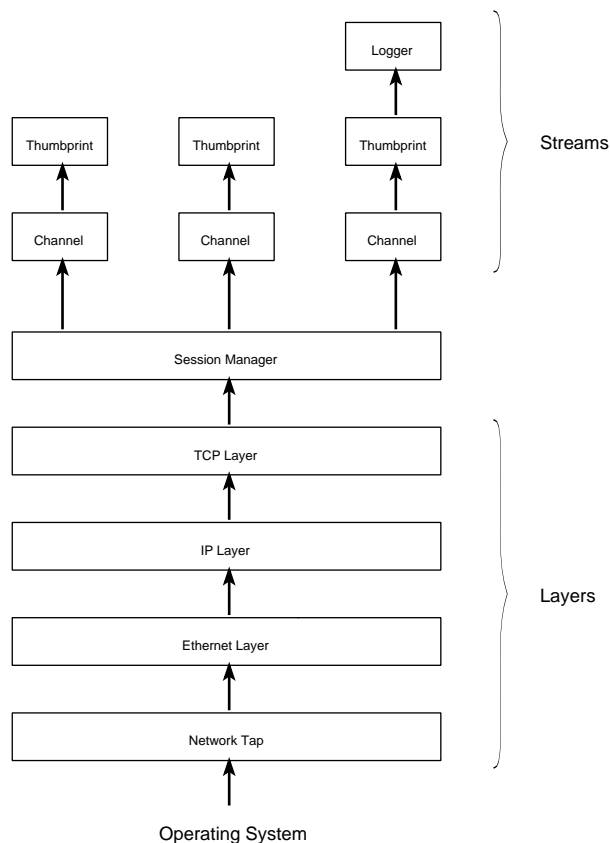 Logger
Thumbprint
Thumbprint
Thumbprint
Streams
Channel
Channel
Channel
Session Manager
TCP Layer
IP Layer
Layers
Ethernet Layer
Network Tap
Operating System